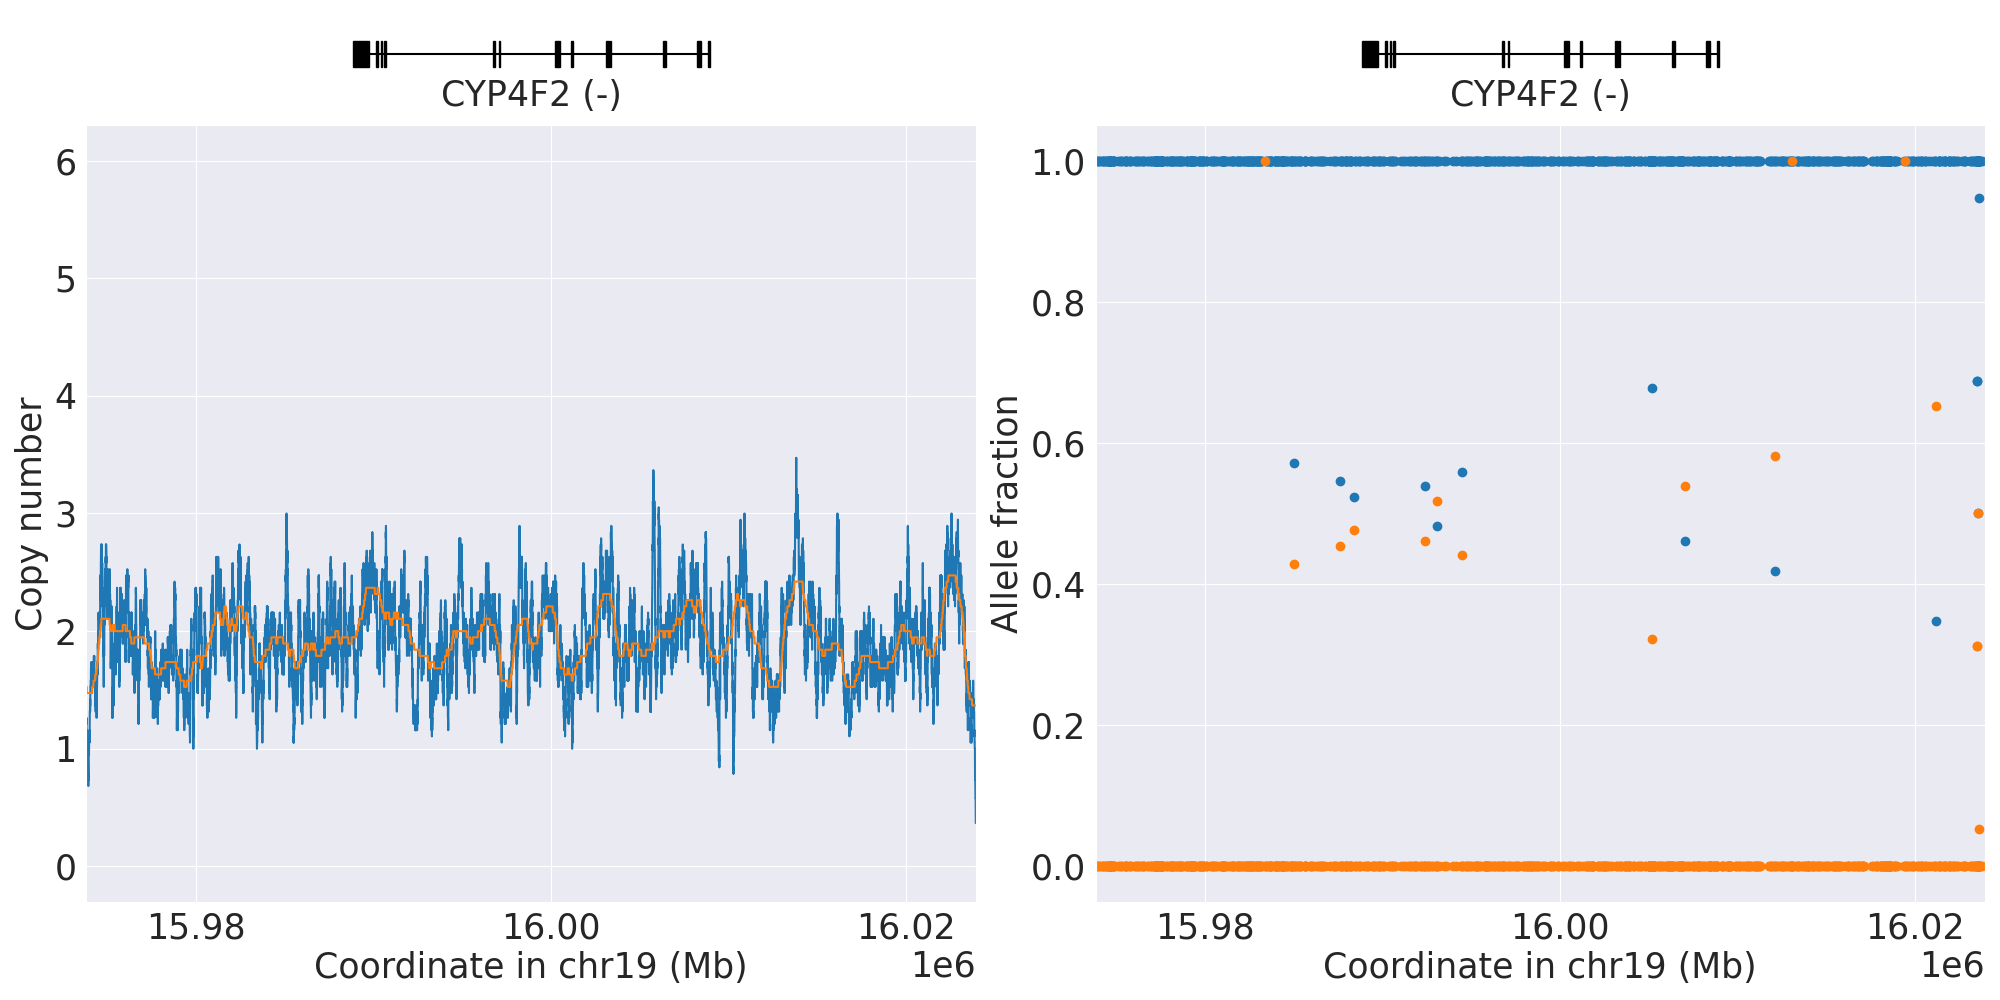 CYP4F2 (-)
CYP4F2 (-)
Copy number
6
5
4
3
2
1
0
15.98
16.00
16.02
Coordinate in chr19 (Mb)
1e6
Allele fraction
1.0
0.8
0.6
0.4
0.2
0.0
15.98
16.00
16.02
Coordinate in chr19 (Mb)
1e6